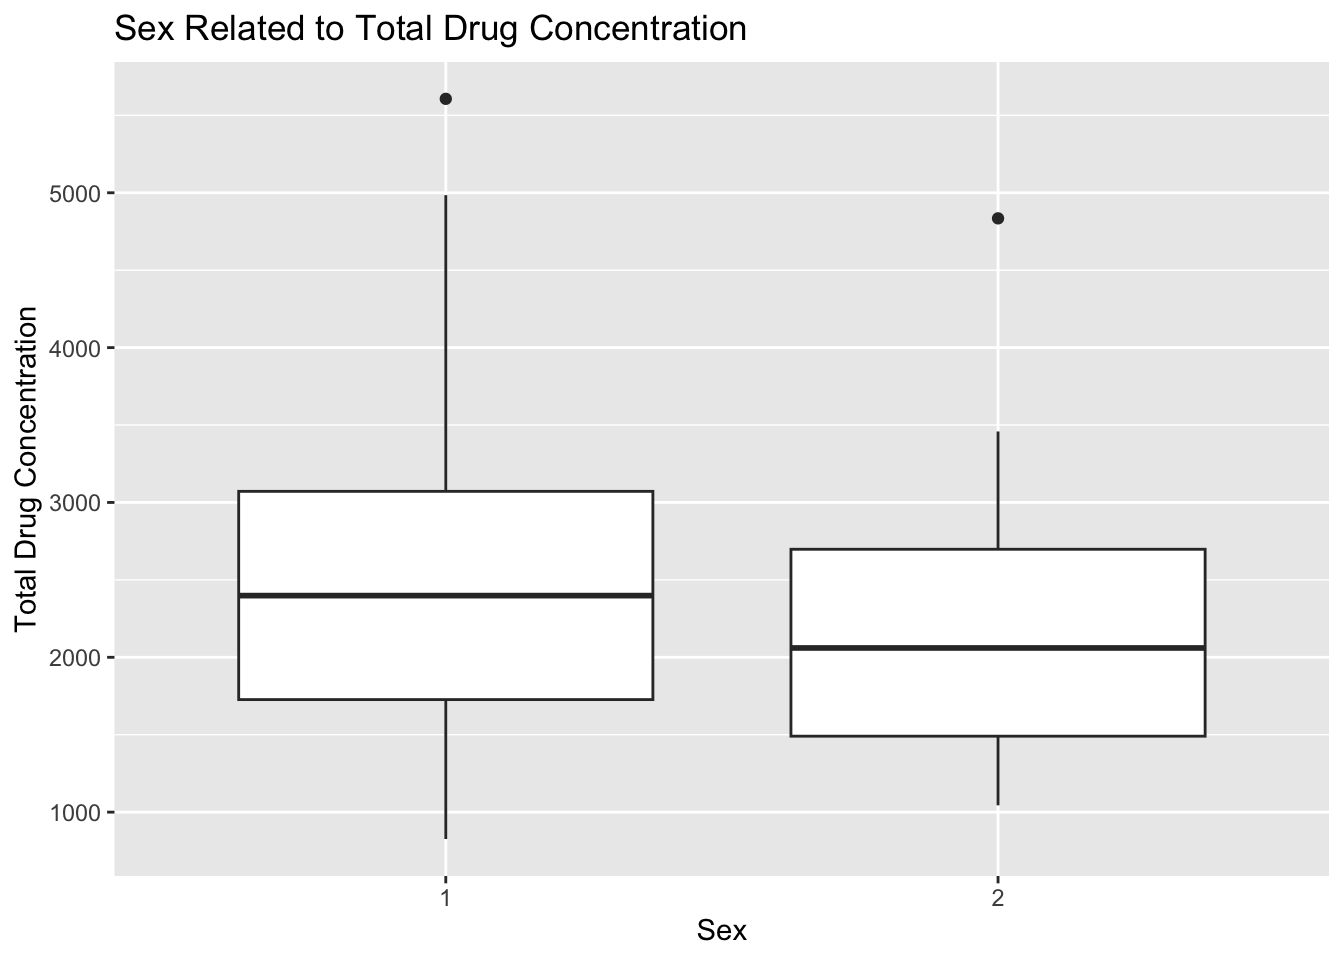 Sex Related to Total Drug Concentration
Total Drug Concentration
5000
4000
3000
2000
1000
1
2
Sex